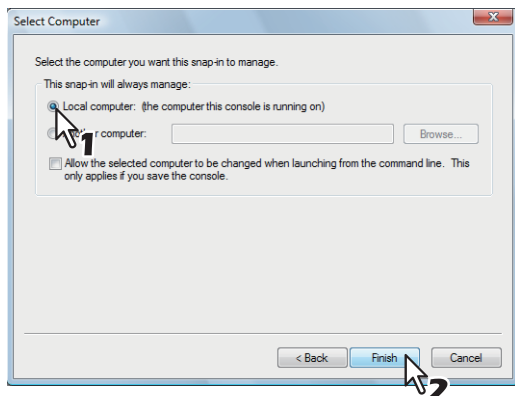 Select Computer
X
Select the computer you want this snap-in to manage.
This snap-in will always manage:
Local computer: (the computer this console is running on)
r computer:
Browse...
1
Allow the selected computer to be changed when launching from the command line. This
only applies if you save the console.
< Back
Finish
Cancel
2